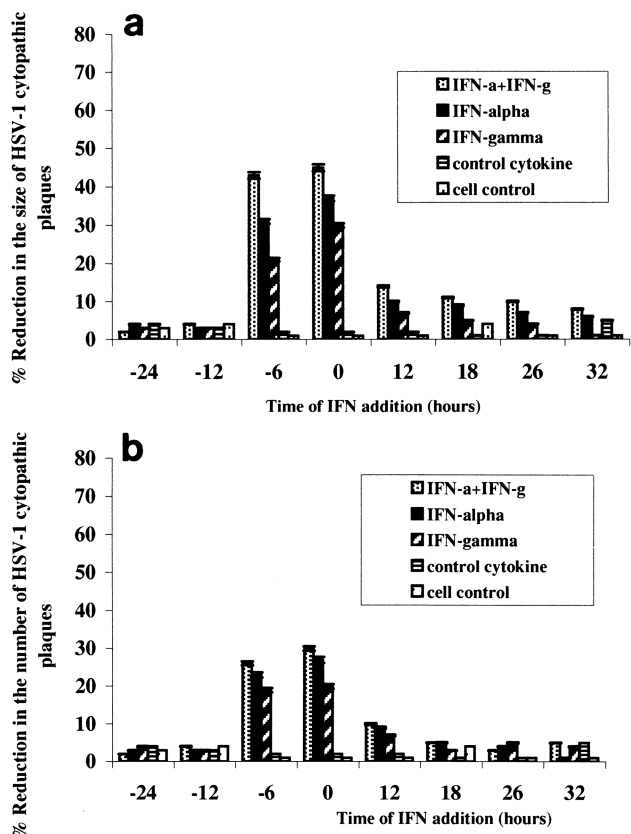 a
% Reduction in the size of HSV-1 cytopathic
plaques
80
70
60
50
40
30
20
10
0
IFN-a+IFN-g
IFN-alpha
IFN-gamma
control cytokine
cell control
-24 -12 -6 0 12 18 26 32
Time of IFN addition (hours)
b
% Reduction in the number of HSV-1 cytopathic
plaques
80
70
60
50
40
30
20
10
0
IFN-a+IFN-g
IFN-alpha
IFN-gamma
control cytokine
cell control
-24 -12 -6 0 12 18 26 32
Time of IFN addition (hours)